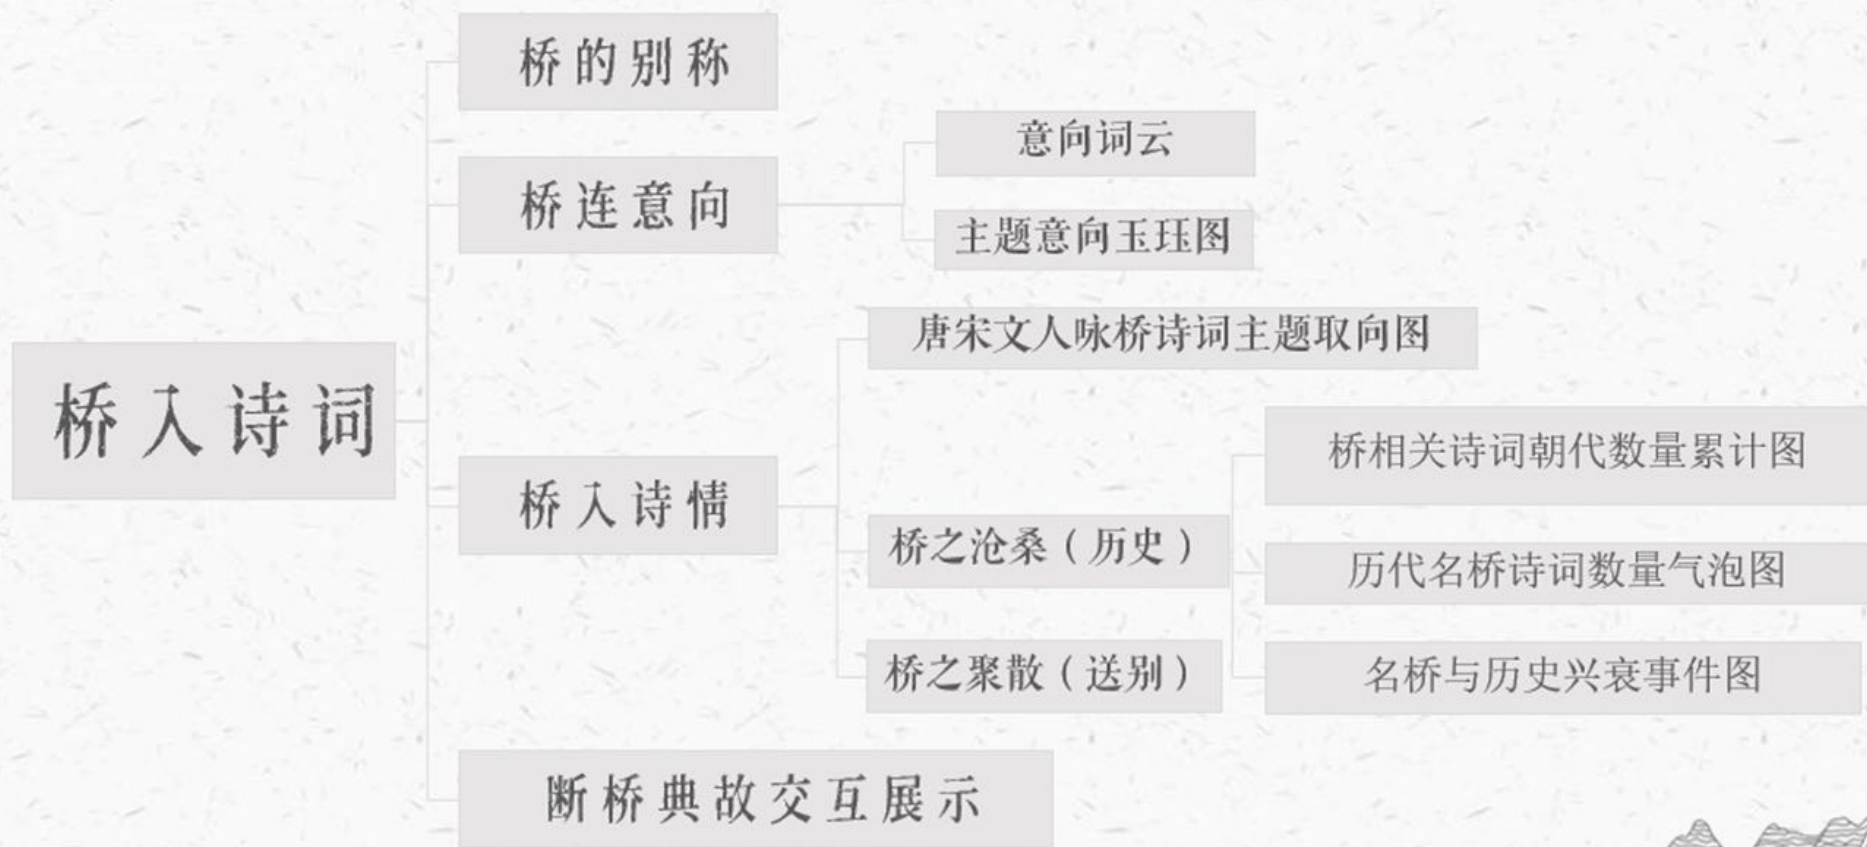 桥入诗词
桥的别称
桥连意向
意向词云
主题意向玉珏图
桥入诗情
唐宋文人咏桥诗词主题取向图
桥之沧桑（历史）
桥相关诗词朝代数量累计图
历代名桥诗词数量气泡图
名桥与历史兴衰事件图
桥之聚散（送别）
断桥典故交互展示